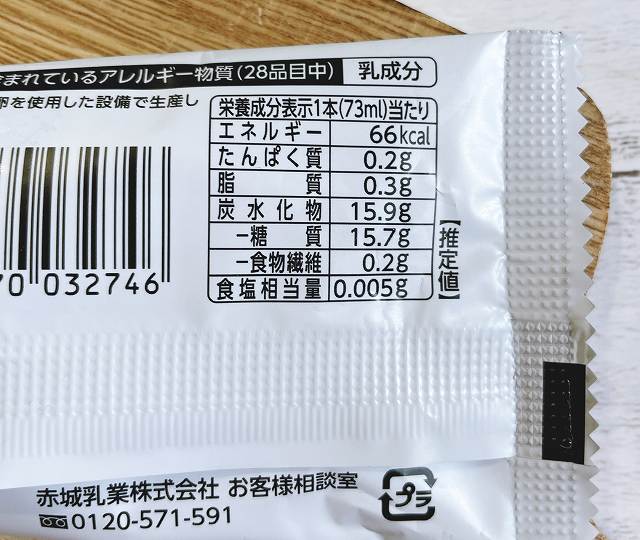 まれているアレルギー物質(28品目中) 乳成分
卵を使用した設備で生産し
栄養成分表示1本(73ml)当たり
エネルギー 66kcal
たんぱく質 0.2g
脂質 0.3g
炭水化物 15.9g
−糖質 15.7g
−食物繊維 0.2g
食塩相当量 0.005g
【推定値】
70 032746
赤城乳業株式会社 お客様相談室
0120-571-591
プラ